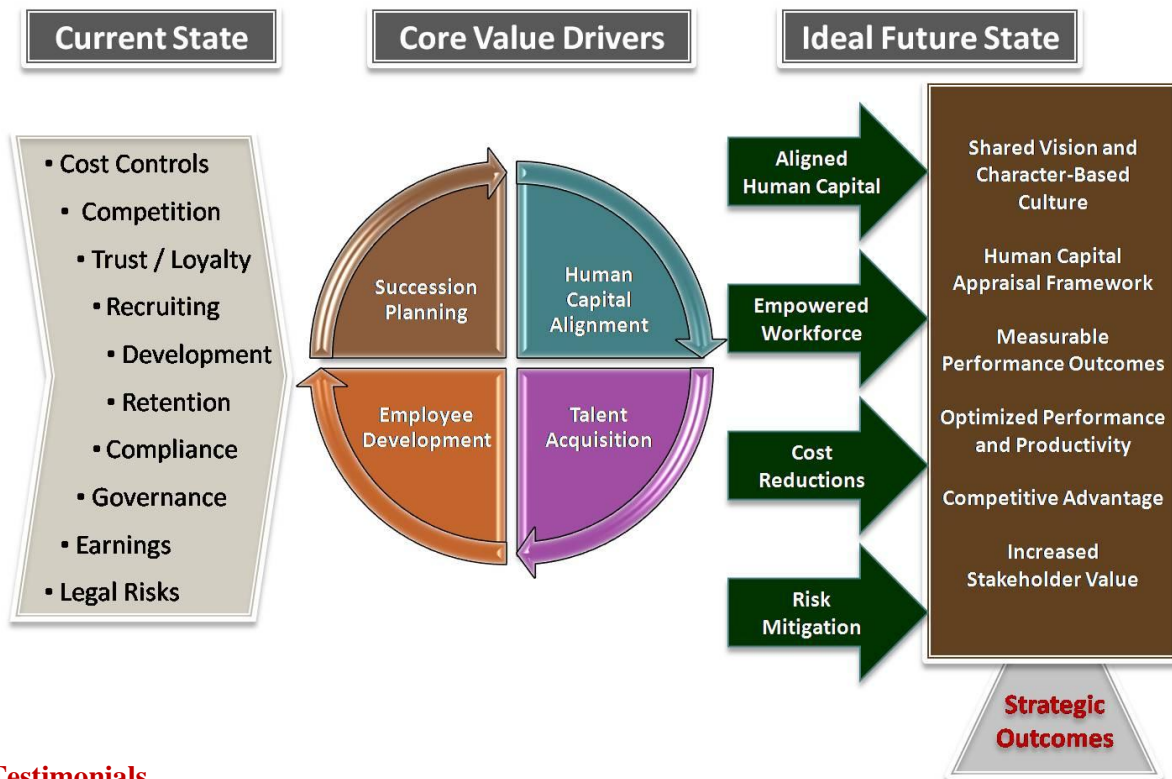 Current State
Core Value Drivers
Ideal Future State
• Cost Controls
• Competition
• Trust / Loyalty
• Recruiting
• Development
• Retention
• Compliance
• Governance
• Earnings
• Legal Risks
Succession
Planning
Human
Capital
Alignment
Employee
Development
Talent
Acquisition
Aligned
Human Capital
Empowered
Workforce
Cost
Reductions
Risk
Mitigation
Shared Vision and
Character-Based
Culture
Human Capital
Appraisal Framework
Measurable
Performance Outcomes
Optimized Performance
and Productivity
Competitive Advantage
Increased
Stakeholder Value
Strategic
Outcomes
Testimonials